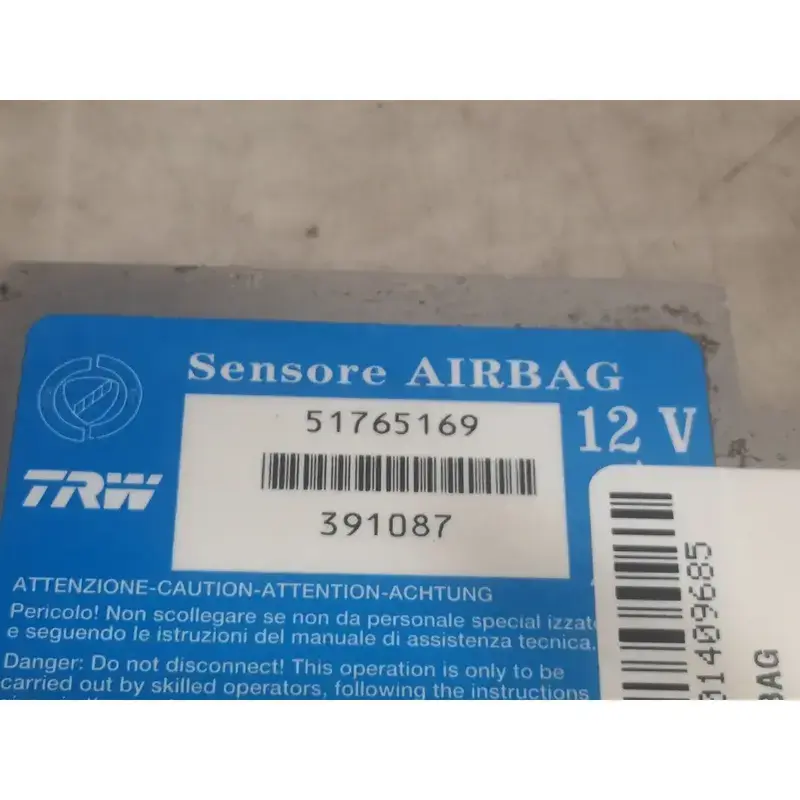 Sensore AIRBAG
51765169
12 V
TRW
391087
ATTENZIONE-CAUTION-ATTENTION-ACHTUNG
Pericolo! Non scollegare se non da personale special izzat
e seguendo le istruzioni del manuale di assistenza tecnica.
Danger: Do not disconnect! This operation is only to be
carried out by skilled operators, following the instructions
01409685
BAG